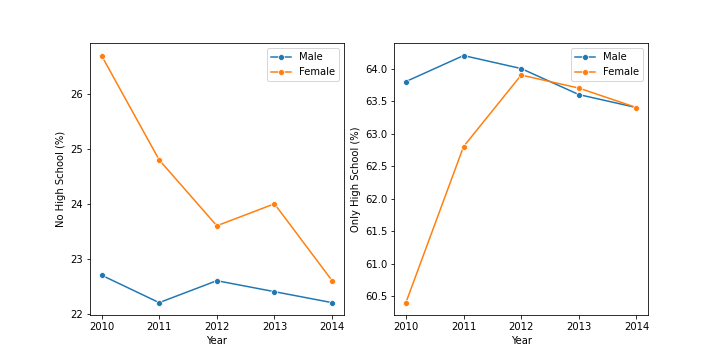 No High School (%)
26
25
24
23
22
2010 2011 2012 2013 2014
Year
Male
Female
Only High School (%)
64.0
63.5
63.0
62.5
62.0
61.5
61.0
60.5
2010 2011 2012 2013 2014
Year
Male
Female